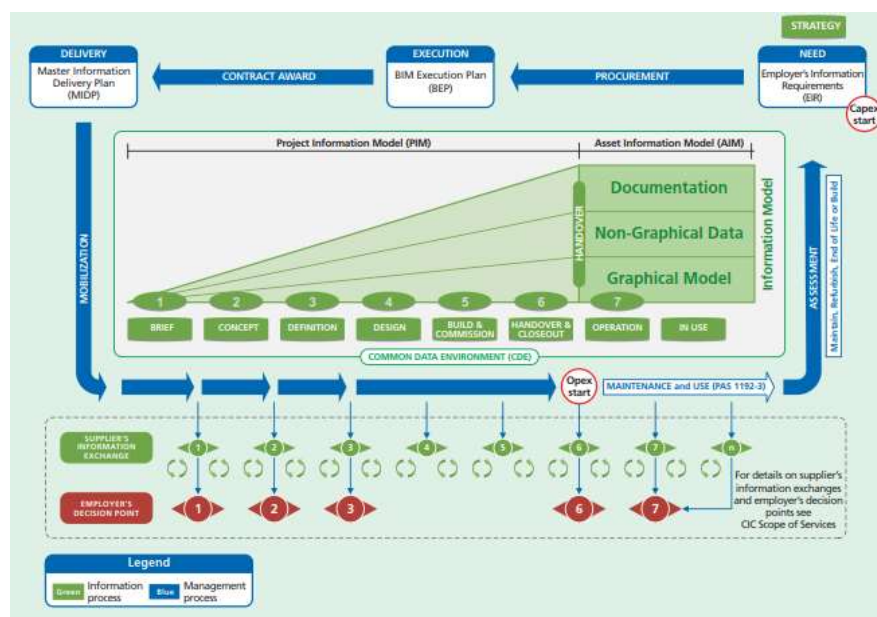 STRATEGY
DELIVERY
Master Information
Delivery Plan
(MIDP)
CONTRACT AWARD
EXECUTION
BIM Execution Plan
(BEP)
PROCUREMENT
NEED
Employer's Information
Requirements
(EIR)
Capex
start
Project Information Model (PIM)
Asset Information Model (AIM)
MOBILIZATION
HANDOVER
Documentation
Non-Graphical Data
Graphical Model
Information Model
ASSESSMENT
Maintain, Refurbish, End of Life or Build
1 2 3 4 5 6 7
BRIEF
CONCEPT
DEFINITION
DESIGN
BUILD &
COMMISSION
HANDOVER &
CLOSEOUT
OPERATION
IN USE
COMMON DATA ENVIRONMENT (CDE)
Opex
start
MAINTENANCE and USE (PAS 1192-3)
SUPPLIER'S
INFORMATION
EXCHANGE
1 2 3 4 5 6 7 n
EMPLOYER'S
DECISION POINT
1 2 3 6 7
For details on supplier's
information exchanges
and employer's decision
points see
CIC Scope of Services
Legend
Green Information
process
Blue Management
process